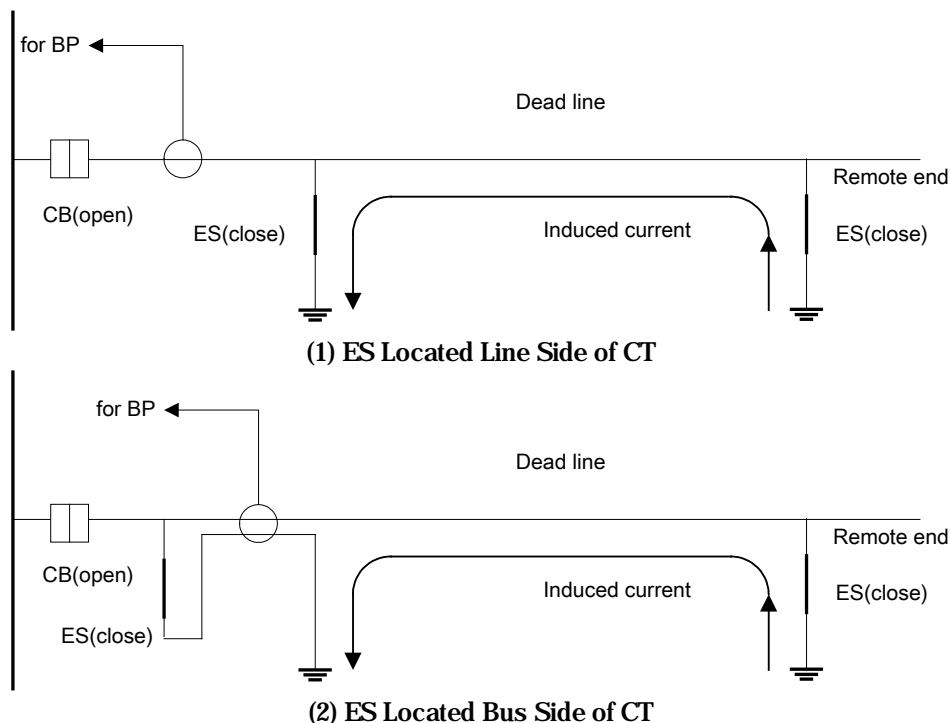 for BP
Dead line
Remote end
CB(open)
ES(close)
Induced current
ES(close)
(1) ES Located Line Side of CT
for BP
Dead line
Remote end
CB(open)
Induced current
ES(close)
ES(close)
(2) ES Located Bus Side of CT